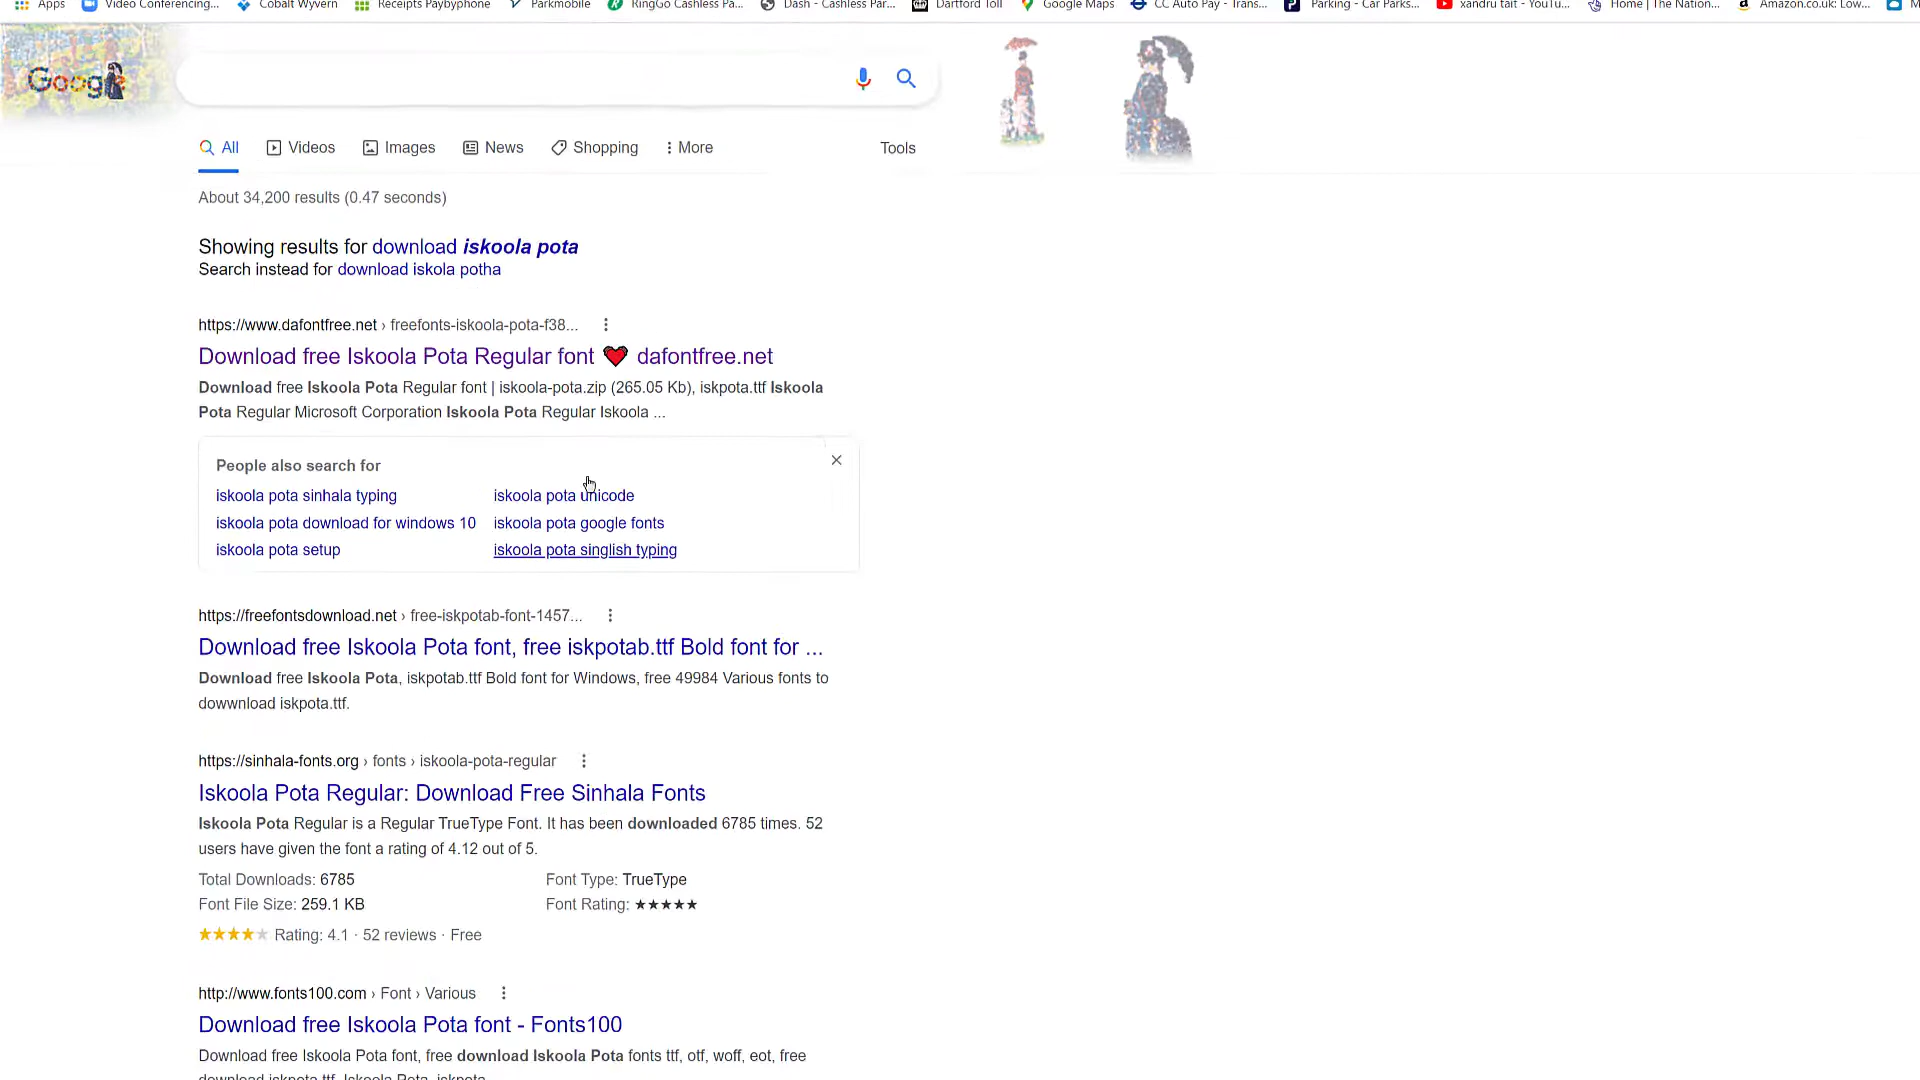 Apps Video Conferencing... Cobalt Wyvern Receipts Paybyphone Parkmobile RingGo Cashless Pa... Dash - Cashless Par... Dartford Toll Google Maps CC Auto Pay - Trans... Parking - Car Parks... xandru tait - YouTu... Home | The Nation... Amazon.co.uk: Low...
Google
All Videos Images News Shopping More Tools
About 34,200 results (0.47 seconds)
Showing results for download iskoola pota
Search instead for download iskola potha
https://www.dafontfree.net › freefonts-iskoola-pota-f38...
Download free Iskoola Pota Regular font ❤ dafontfree.net
Download free Iskoola Pota Regular font | iskoola-pota.zip (265.05 Kb), iskpota.ttf Iskoola
Pota Regular Microsoft Corporation Iskoola Pota Regular Iskoola ...
People also search for
iskoola pota sinhala typing iskoola pota unicode
iskoola pota download for windows 10 iskoola pota google fonts
iskoola pota setup iskoola pota singlish typing
https://freefontsdownload.net › free-iskpotab-font-1457...
Download free Iskoola Pota font, free iskpotab.ttf Bold font for ...
Download free Iskoola Pota, iskpotab.ttf Bold font for Windows, free 49984 Various fonts to
dowwnload iskpota.ttf.
https://sinhala-fonts.org › fonts › iskoola-pota-regular
Iskoola Pota Regular: Download Free Sinhala Fonts
Iskoola Pota Regular is a Regular TrueType Font. It has been downloaded 6785 times. 52
users have given the font a rating of 4.12 out of 5.
Total Downloads: 6785 Font Type: TrueType
Font File Size: 259.1 KB Font Rating: ★★★★★
★★★★★ Rating: 4.1 · 52 reviews · Free
http://www.fonts100.com › Font › Various
Download free Iskoola Pota font - Fonts100
Download free Iskoola Pota font, free download Iskoola Pota fonts ttf, otf, woff, eot, free
download iskpota.ttf, Iskoola Pota, iskpota